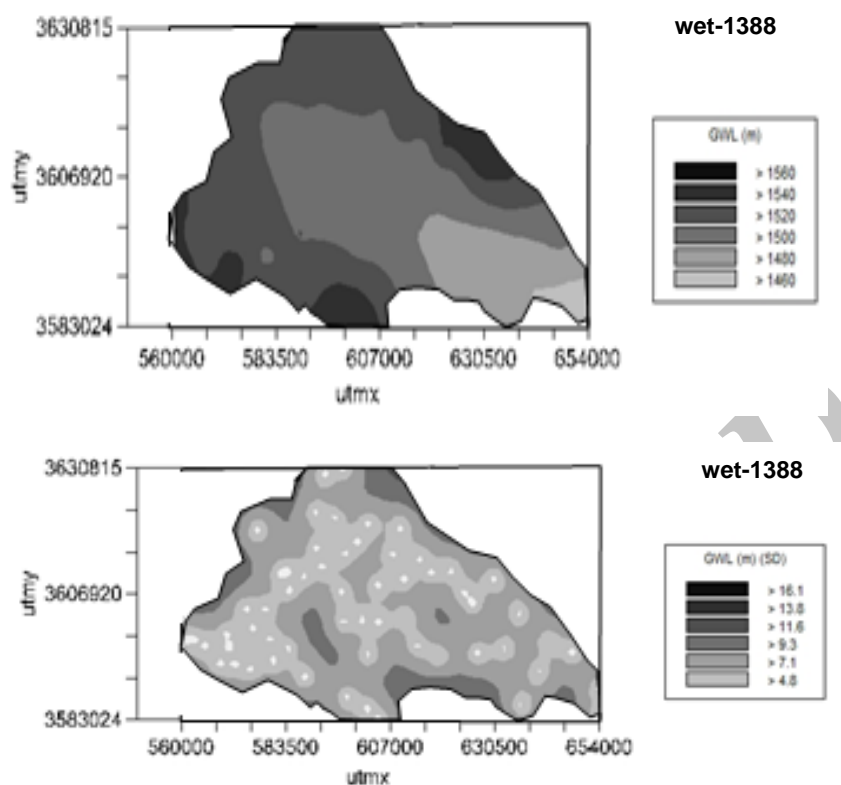 wet-1388
3630815
3606920
3583024
utmy
560000 583500 607000 630500 654000
utmx
GWL (m)
> 1560
> 1540
> 1520
> 1500
> 1480
> 1460
wet-1388
3630815
3606920
3583024
utmy
560000 583500 607000 630500 654000
utmx
GWL (m) (SD)
> 16.1
> 13.8
> 11.6
> 9.3
> 7.1
> 4.8